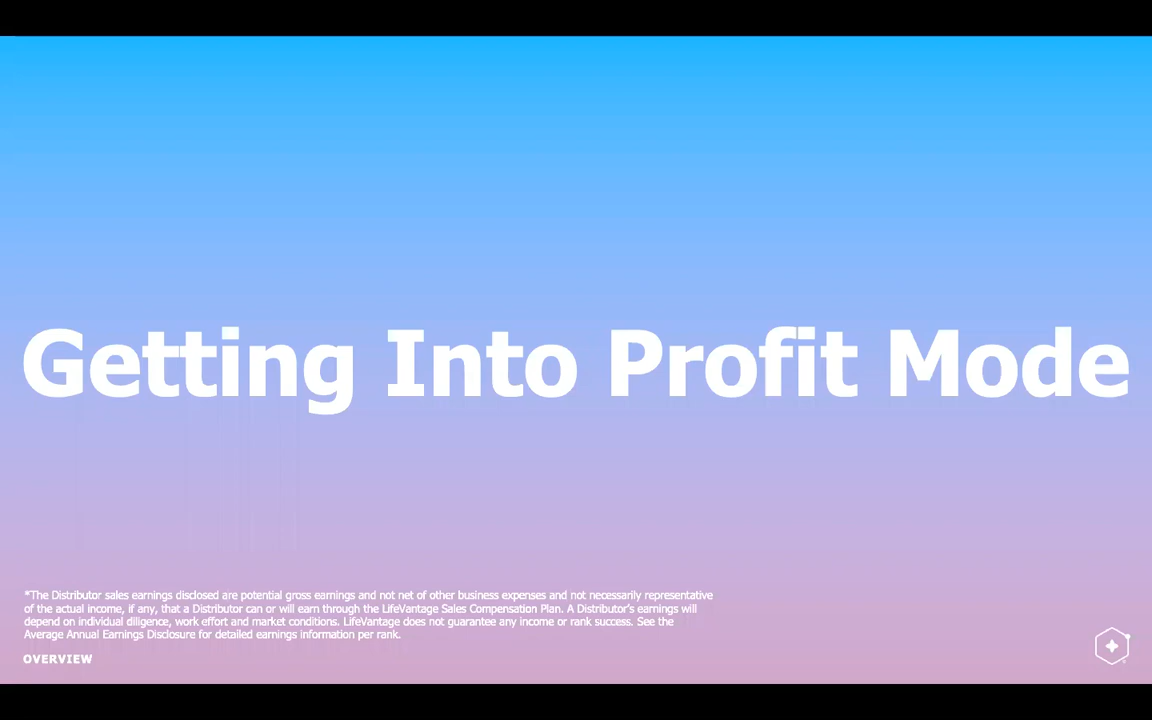 Getting Into Profit Mode
*The Distributor sales earnings disclosed are potential gross earnings and not net of other business expenses and not necessarily representative
of the actual income, if any, that a Distributor can or will earn through the LifeVantage Sales Compensation Plan. A Distributor's earnings will
depend on individual diligence, work effort and market conditions. LifeVantage does not guarantee any income or rank success. See the
Average Annual Earnings Disclosure for detailed earnings information per rank.
OVERVIEW